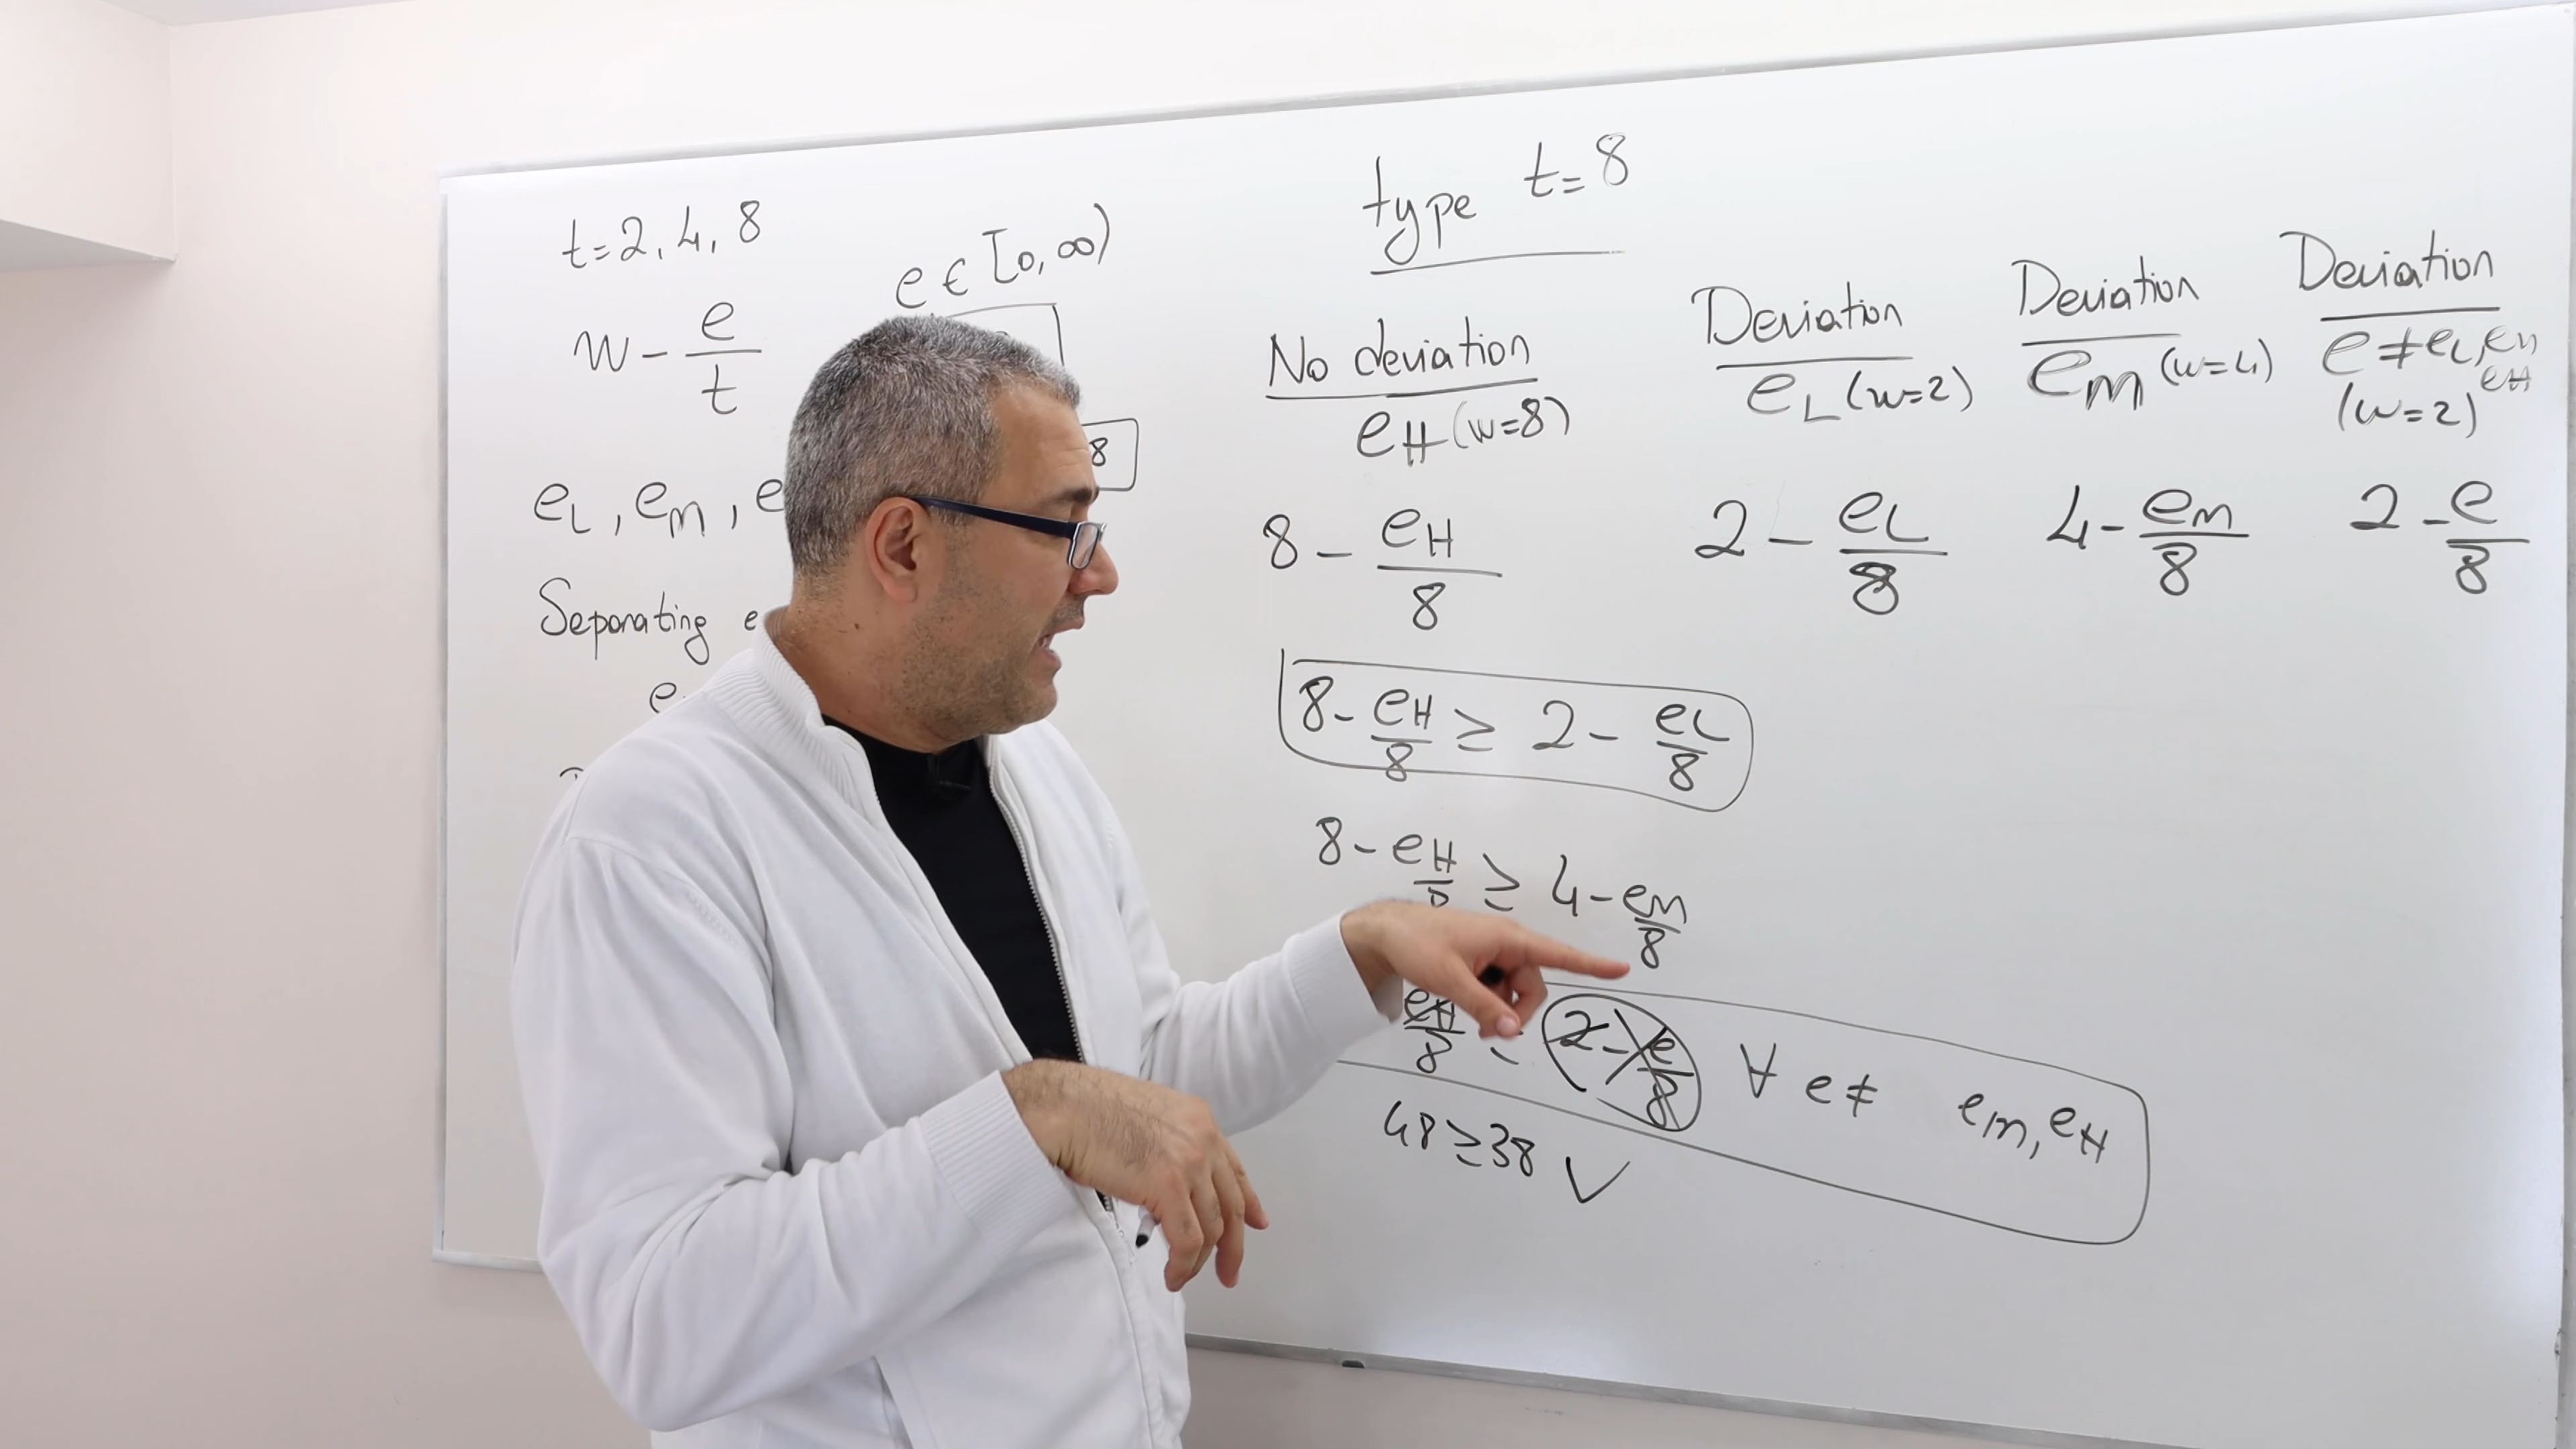 t=2, 4, 8
e ∈ [0, ∞)
w - e/t
8
e_L, e_m, e
Separating e
e
type t=8
No deviation
e_H (w=8)
8 - e_H/8
Deviation
e_L (w=2)
2 - e_L/8
Deviation
e_m (w=4)
4 - e_m/8
Deviation
e ≠ e_L, e_m
e_H
(w=2)
2 - e/8
8 - e_H/8 ≥ 2 - e_L/8
8 - e_H ≥ 4 - e_m/8
e_H/8 2 - e/8 ∀ e ≠ e_m, e_H
48 ≥ 38 ✓